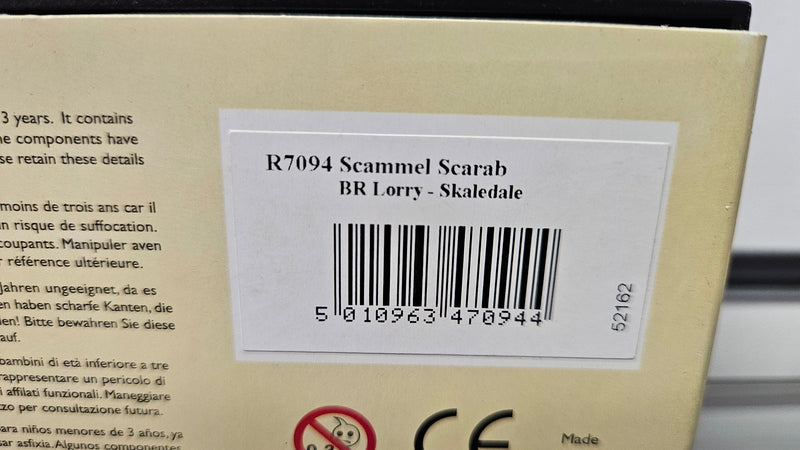 3 years. It contains
components have
retain these details
moins de trois ans car il
risque de suffocation.
coupants. Manipuler aven
référence ultérieure.
Jahren ungeeignet, da es
haben scharfe Kanten, die
Bitte bewahren Sie diese
auf.
bambini di età inferiore a tre
rappresentare un pericolo di
affilati funzionali. Maneggiare
per consultazione futura.
niños menores de 3 años, ya
asfixia. Algunos componentes
R7094 Scammel Scarab
BR Lorry - Skaledale
5 010963 470944
52162
0-3
CE
Made